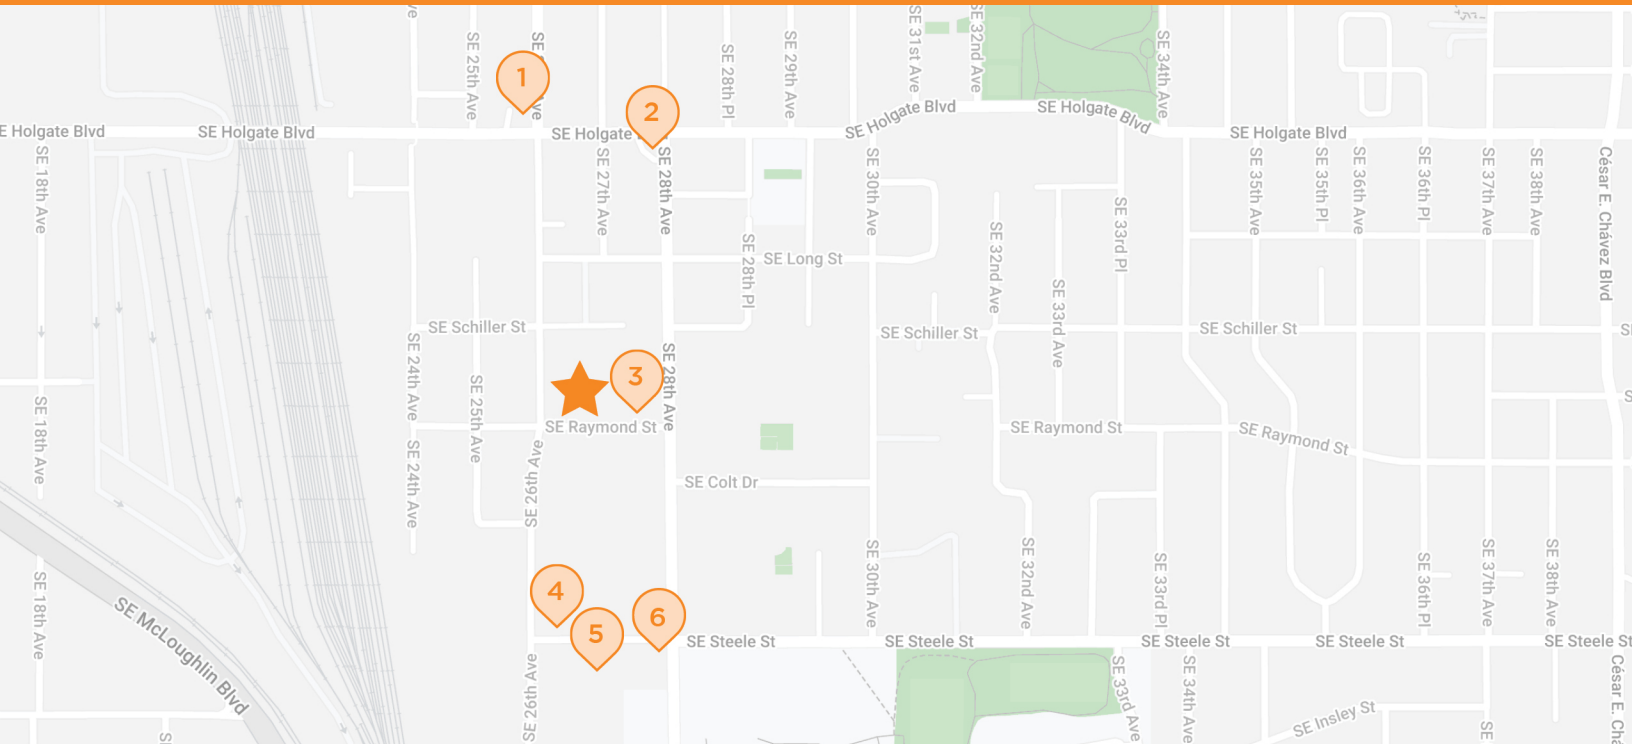 SE 25th Ave
SE 28th Pl
SE 29th Ave
SE 31st Ave
SE 32nd Ave
SE 34th Ave
1
2
SE Holgate Blvd
SE Holgate Blvd
SE Holgate
SE Holgate Blvd
SE Holgate Blvd
SE Holgate Blvd
SE 18th Ave
SE 27th Ave
SE 28th Ave
SE 30th Ave
SE 35th Ave
SE 35th Pl
SE 36th Ave
SE 36th Pl
SE 37th Ave
SE 38th Ave
César E. Chávez Blvd
SE 28th Pl
SE Long St
SE 32nd Ave
SE 33rd Pl
SE 33rd Ave
SE Schiller St
SE Schiller St
SE Schiller St
SE 24th Ave
SE 28th Ave
3
SE 18th Ave
SE 25th Ave
SE Raymond St
SE Raymond St
SE Raymond St
SE 24th Ave
SE 26th Ave
SE Colt Dr
SE 30th Ave
SE 32nd Ave
SE 33rd Pl
SE 36th Pl
SE 37th Ave
SE 38th Ave
SE 18th Ave
SE McLoughlin Blvd
4
5
6
SE Steele St
SE Steele St
SE Steele St
SE Steele St
SE Steele St
SE 26th Ave
SE 33rd Ave
SE 34th Ave
SE Insley St
SE
César E. Chá